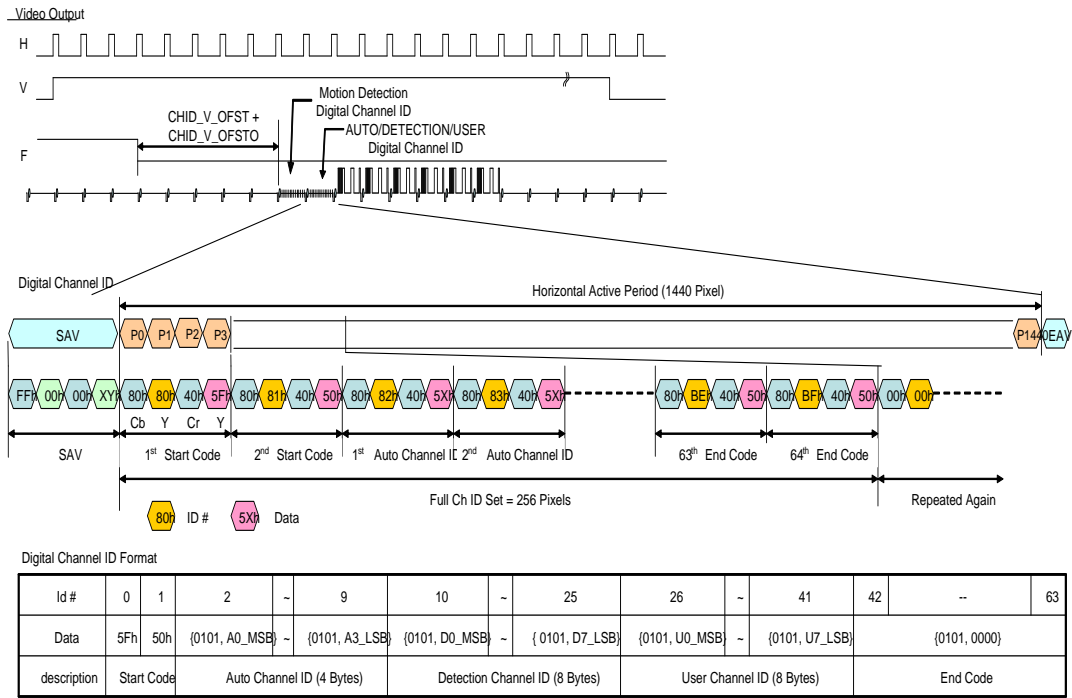 Video Output
H
V
Motion Detection
Digital Channel ID
CHID_V_OFST +
CHID_V_OFSTO
AUTO/DETECTION/USER
Digital Channel ID
F
Digital Channel ID
Horizontal Active Period (1440 Pixel)
SAV P0 P1 P2 P3 P1440 EAV
FFh 00h 00h XYh 80h 80h 40h 5Fh 80h 81h 40h 50h 80h 82h 40h 5Xh 80h 83h 40h 5Xh 80h BEh 40h 50h 80h BFh 40h 50h 00h 00h
Cb Y Cr Y
SAV 1st Start Code 2nd Start Code 1st Auto Channel ID 2nd Auto Channel ID 63th End Code 64th End Code
Full Ch ID Set = 256 Pixels Repeated Again
80h ID # 5Xh Data
Digital Channel ID Format
Id # 0 1 2 ~ 9 10 ~ 25 26 ~ 41 42 -- 63
Data 5Fh 50h {0101, A0_MSB} ~ {0101, A3_LSB} {0101, D0_MSB} ~ { 0101, D7_LSB} {0101, U0_MSB} ~ {0101, U7_LSB} {0101, 0000}
description Start Code Auto Channel ID (4 Bytes) Detection Channel ID (8 Bytes) User Channel ID (8 Bytes) End Code